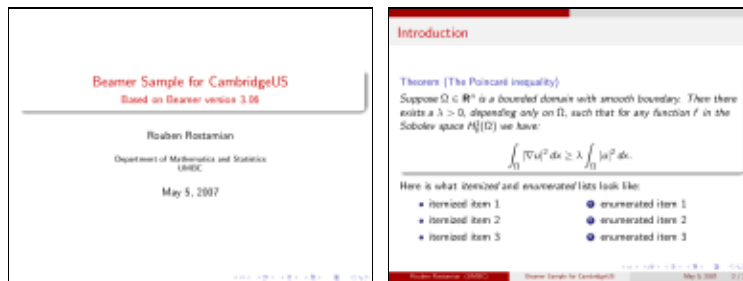 Beamer Sample for CambridgeUS
Based on Beamer version 3.06
Rouben Rostamian
Department of Mathematics and Statistics
UMBC
May 5, 2007
Introduction
Theorem (The Poincaré inequality)
Suppose Ω ∈ Rⁿ is a bounded domain with smooth boundary. Then there
exists a λ > 0, depending only on Ω, such that for any function f in the
Sobolev space H¹₀(Ω) we have:
∫_Ω |∇u|² dx ≥ λ ∫_Ω |u|² dx.
Here is what itemized and enumerated lists look like:
itemized item 1
itemized item 2
itemized item 3
enumerated item 1
enumerated item 2
enumerated item 3
Rouben Rostamian (UMBC) Beamer Sample for CambridgeUS May 5, 2007